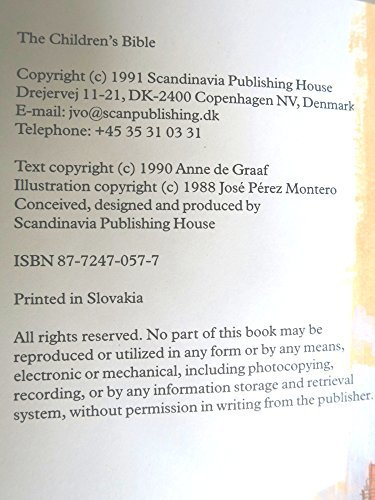 The Children's Bible
Copyright (c) 1991 Scandinavia Publishing House
Drejervej 11-21, DK-2400 Copenhagen NV, Denmark
E-mail: jvo@scanpublishing.dk
Telephone: +45 35 31 03 31
Text copyright (c) 1990 Anne de Graaf
Illustration copyright (c) 1988 José Pérez Montero
Conceived, designed and produced by
Scandinavia Publishing House
ISBN 87-7247-057-7
Printed in Slovakia
All rights reserved. No part of this book may be
reproduced or utilized in any form or by any means,
electronic or mechanical, including photocopying,
recording, or by any information storage and retrieval
system, without permission in writing from the publisher.